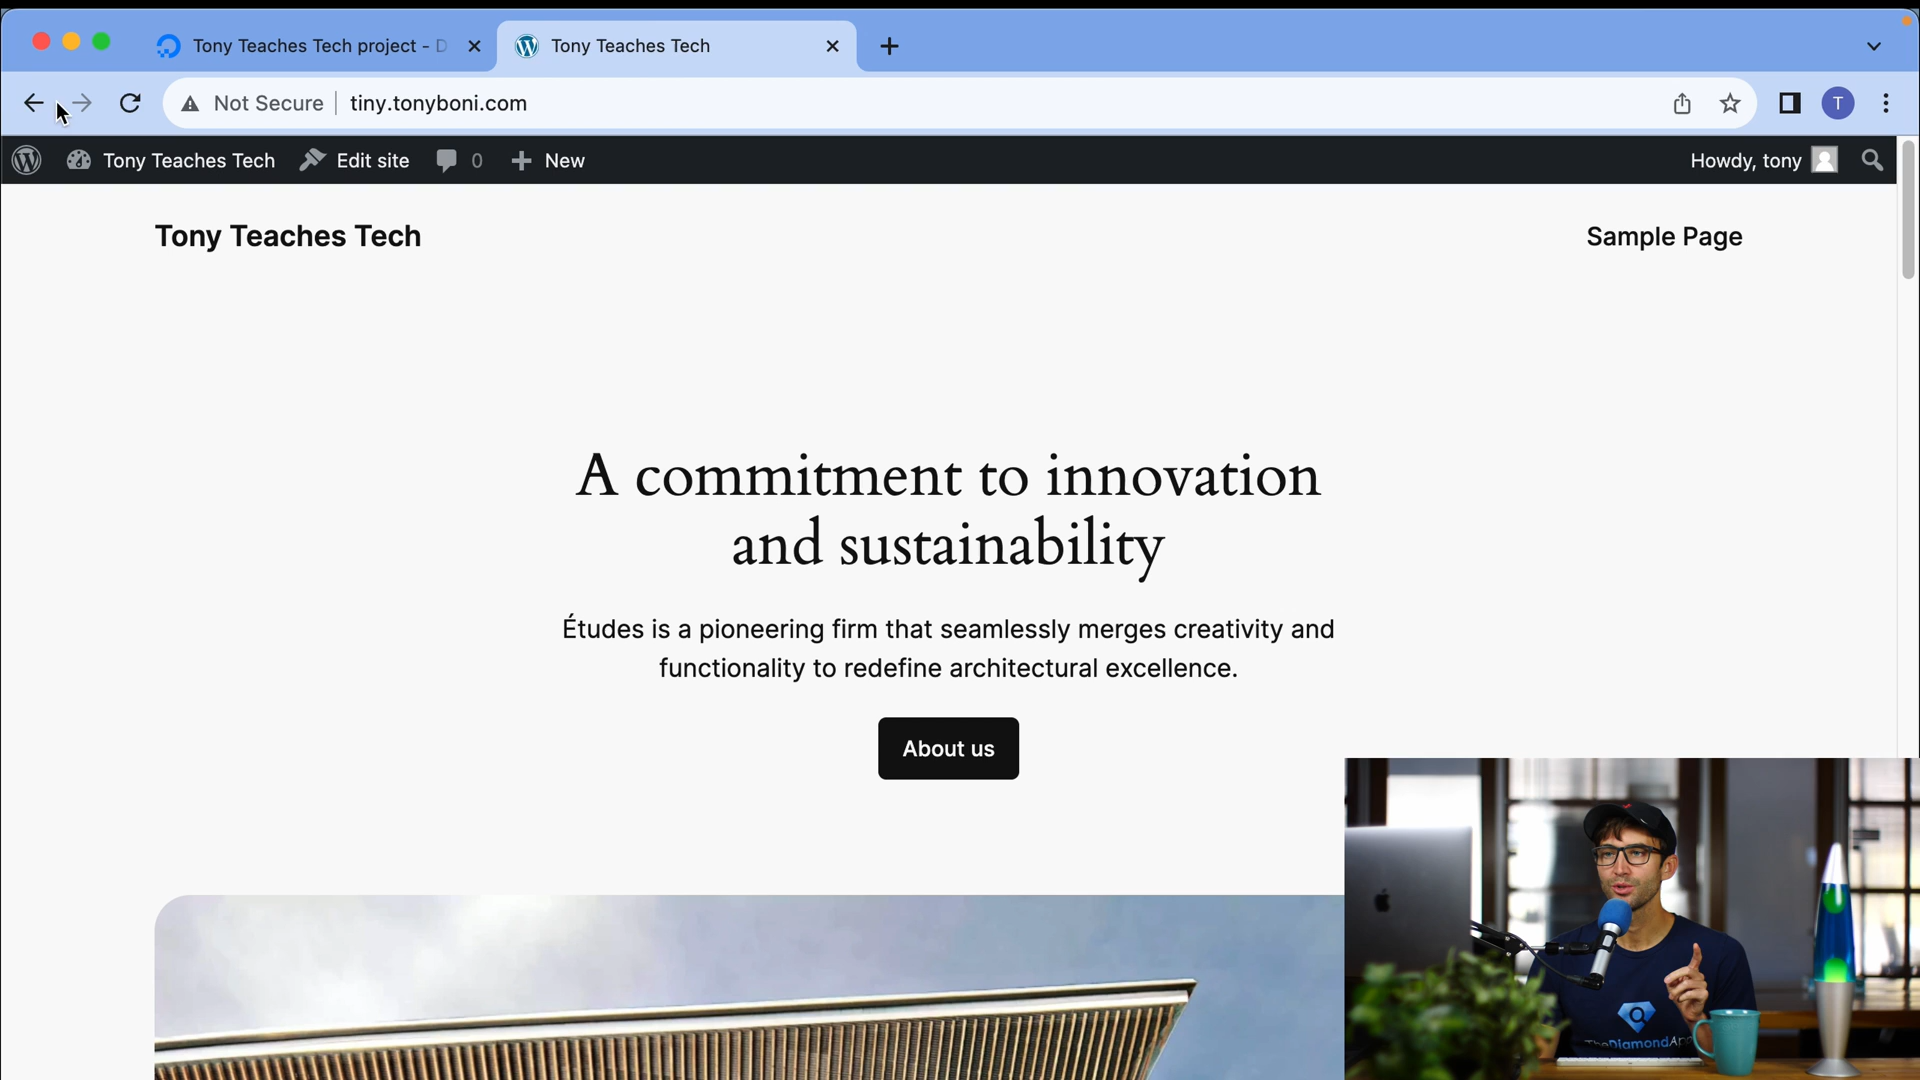 Tony Teaches Tech project - D
Tony Teaches Tech
Not Secure
tiny.tonyboni.com
Tony Teaches Tech
Edit site
0
New
Howdy, tony
Tony Teaches Tech
Sample Page
A commitment to innovation
and sustainability
Études is a pioneering firm that seamlessly merges creativity and
functionality to redefine architectural excellence.
About us
T